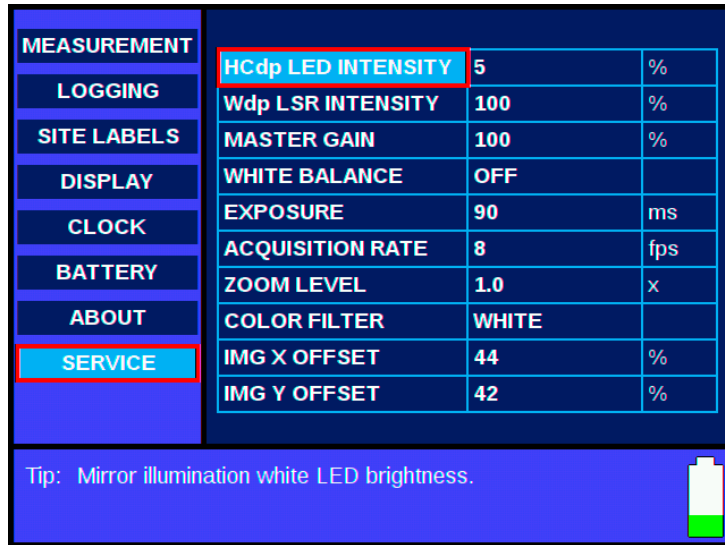 MEASUREMENT
LOGGING
SITE LABELS
DISPLAY
CLOCK
BATTERY
ABOUT
SERVICE
HCdp LED INTENSITY 5 %
Wdp LSR INTENSITY 100 %
MASTER GAIN 100 %
WHITE BALANCE OFF
EXPOSURE 90 ms
ACQUISITION RATE 8 fps
ZOOM LEVEL 1.0 x
COLOR FILTER WHITE
IMG X OFFSET 44 %
IMG Y OFFSET 42 %
Tip: Mirror illumination white LED brightness.